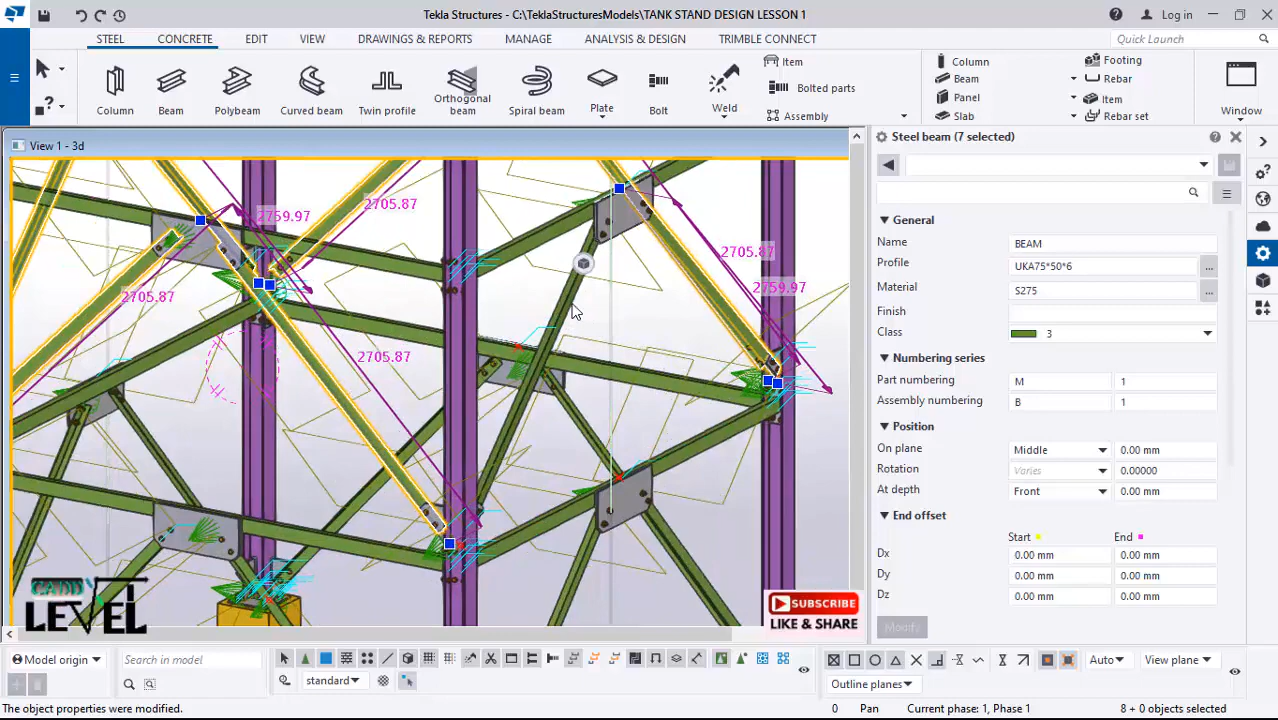 Tekla Structures - C:\TeklaStructuresModels\TANK STAND DESIGN LESSON 1
Log in
STEEL CONCRETE EDIT VIEW DRAWINGS & REPORTS MANAGE ANALYSIS & DESIGN TRIMBLE CONNECT
Quick Launch
Column Beam Polybeam Curved beam Twin profile Orthogonal beam Spiral beam Plate Bolt Weld
Item
Bolted parts
Assembly
Column
Beam
Panel
Slab
Footing
Rebar
Item
Rebar set
Window
View 1 - 3d
Steel beam (7 selected)
General
Name BEAM
Profile UKA75*50*6 ...
Material S275 ...
Finish
Class 3
Numbering series
Part numbering M 1
Assembly numbering B 1
Position
On plane Middle 0.00 mm
Rotation Varies 0.00000
At depth Front 0.00 mm
End offset
Start End
Dx 0.00 mm 0.00 mm
Dy 0.00 mm 0.00 mm
Dz 0.00 mm 0.00 mm
Modify
2759.97
2705.87
2705.87
2705.87
2705.87
2759.97
CADD
LEVEL
SUBSCRIBE
LIKE & SHARE
Model origin
Search in model
standard
Auto
View plane
Outline planes
The object properties were modified.
0 Pan Current phase: 1, Phase 1 8 + 0 objects selected